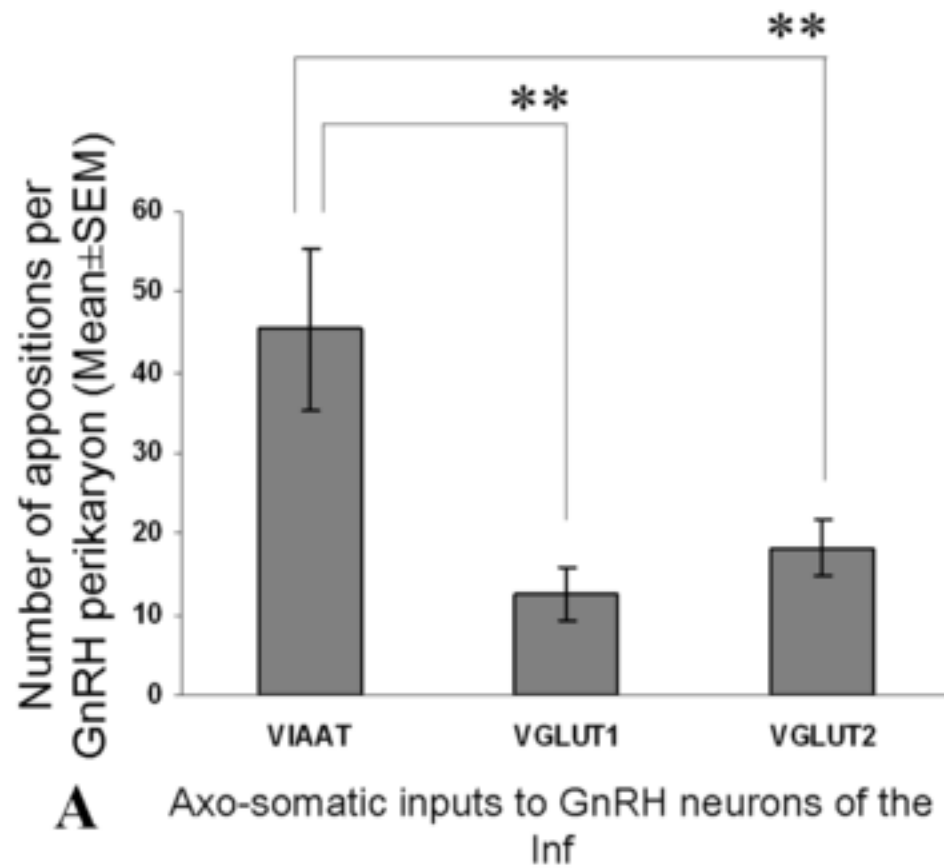 **
**
Number of appositions per
GnRH perikaryon (Mean±SEM)
60
50
40
30
20
10
0
VIAAT VGLUT1 VGLUT2
A Axo-somatic inputs to GnRH neurons of the
Inf